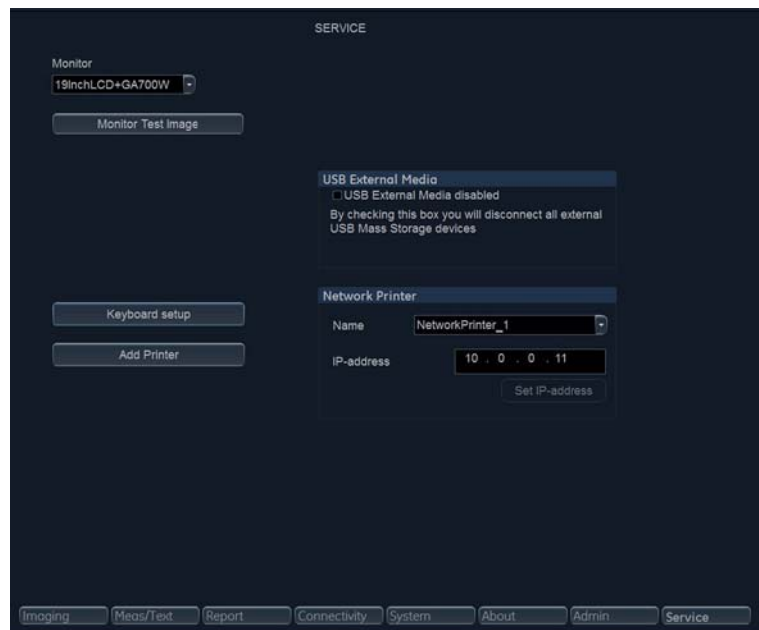 SERVICE
Monitor
19InchLCD+GA700W
Monitor Test Image
USB External Media
USB External Media disabled
By checking this box you will disconnect all external
USB Mass Storage devices
Keyboard setup
Add Printer
Network Printer
Name NetworkPrinter_1
IP-address 10 . 0 . 0 . 11
Set IP-address
Imaging Meas/Text Report Connectivity System About Admin Service